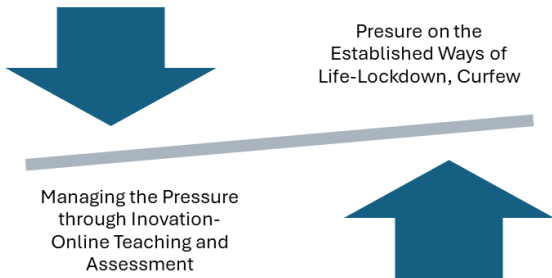 Presure on the
Established Ways of
Life-Lockdown, Curfew
Managing the Pressure
through Inovation-
Online Teaching and
Assessment